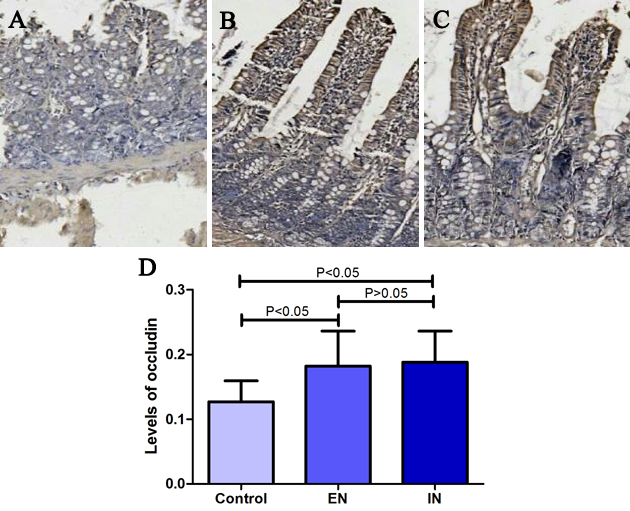 A
B
C
D
P<0.05
P>0.05
P<0.05
0.3
0.2
0.1
0.0
Levels of occludin
Control
EN
IN